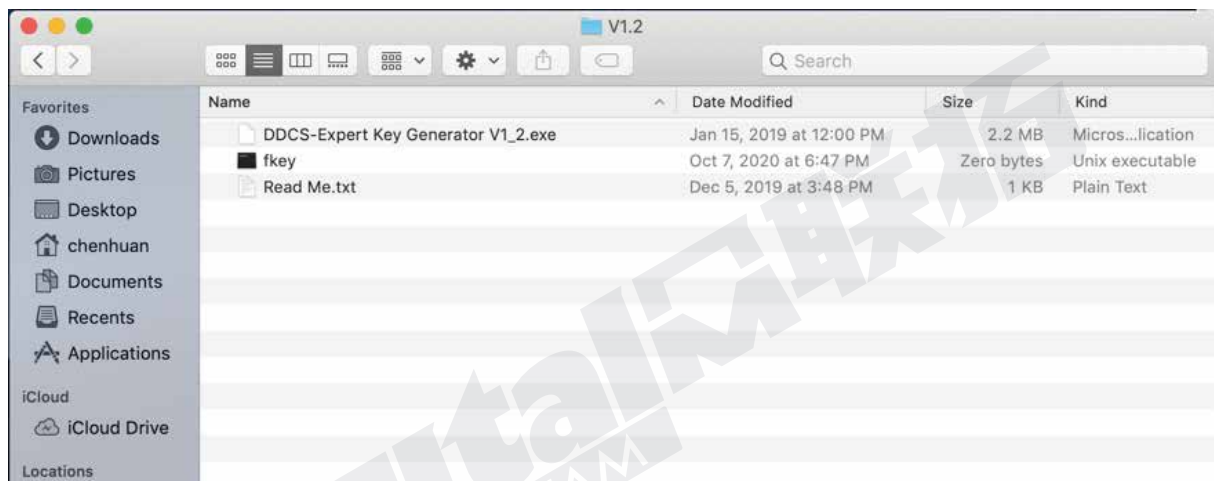 V1.2
Search
Favorites
Downloads
Pictures
Desktop
chenhuan
Documents
Recents
Applications
iCloud
iCloud Drive
Locations
Name Date Modified Size Kind
DDCS-Expert Key Generator V1_2.exe Jan 15, 2019 at 12:00 PM 2.2 MB Micros...lication
fkey Oct 7, 2020 at 6:47 PM Zero bytes Unix executable
Read Me.txt Dec 5, 2019 at 3:48 PM 1 KB Plain Text
联拓